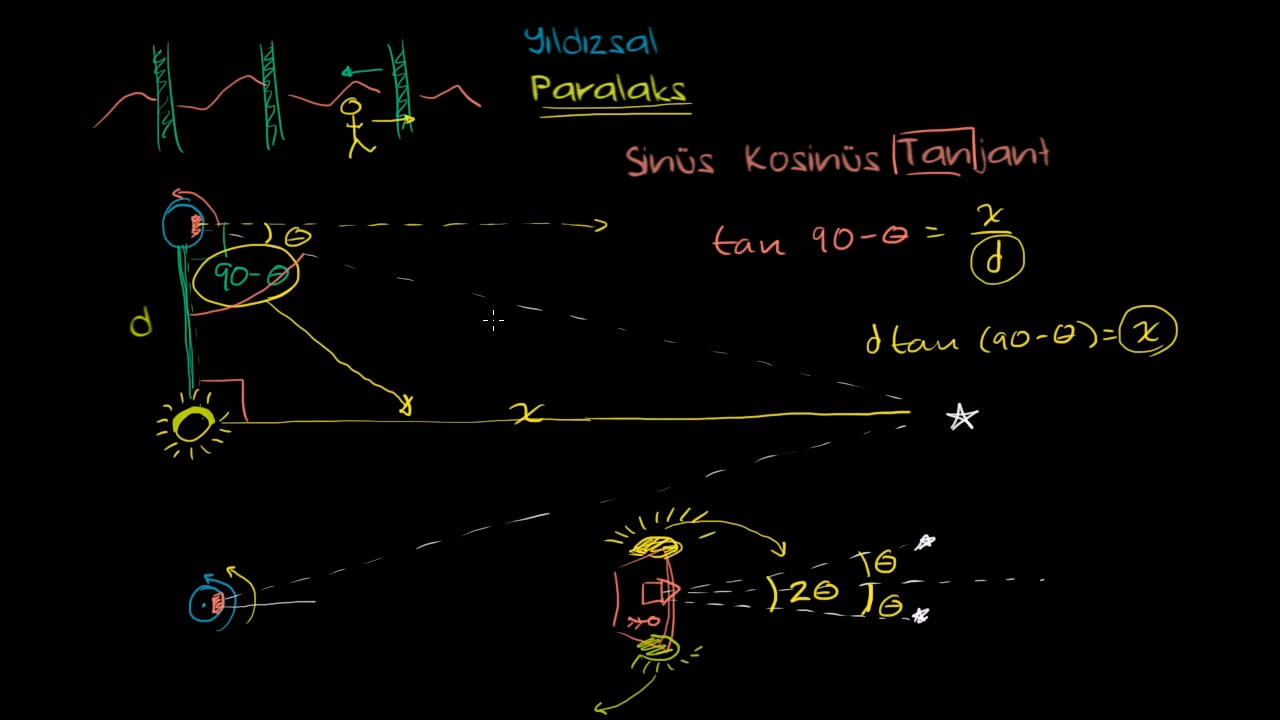 Yıldızsal
Paralaks
Sinüs Kosinüs Tanjant
θ
tan 90-θ = x/d
90-θ
d
d tan (90-θ) = x
x
θ
2θ
θ